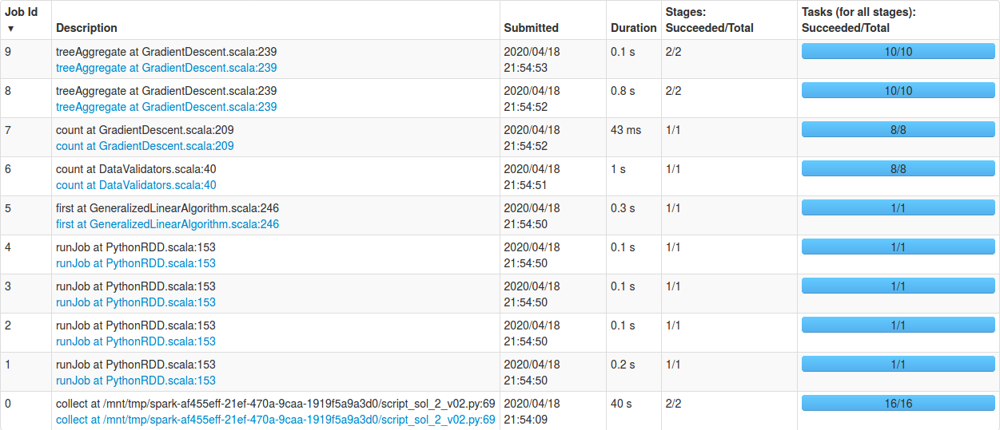 Job Id ▾ Description Submitted Duration Stages: Succeeded/Total Tasks (for all stages): Succeeded/Total
9 treeAggregate at GradientDescent.scala:239 2020/04/18 0.1 s 2/2 10/10
treeAggregate at GradientDescent.scala:239 21:54:53
8 treeAggregate at GradientDescent.scala:239 2020/04/18 0.8 s 2/2 10/10
treeAggregate at GradientDescent.scala:239 21:54:52
7 count at GradientDescent.scala:209 2020/04/18 43 ms 1/1 8/8
count at GradientDescent.scala:209 21:54:52
6 count at DataValidators.scala:40 2020/04/18 1 s 1/1 8/8
count at DataValidators.scala:40 21:54:51
5 first at GeneralizedLinearAlgorithm.scala:246 2020/04/18 0.3 s 1/1 1/1
first at GeneralizedLinearAlgorithm.scala:246 21:54:50
4 runJob at PythonRDD.scala:153 2020/04/18 0.1 s 1/1 1/1
runJob at PythonRDD.scala:153 21:54:50
3 runJob at PythonRDD.scala:153 2020/04/18 0.1 s 1/1 1/1
runJob at PythonRDD.scala:153 21:54:50
2 runJob at PythonRDD.scala:153 2020/04/18 0.1 s 1/1 1/1
runJob at PythonRDD.scala:153 21:54:50
1 runJob at PythonRDD.scala:153 2020/04/18 0.2 s 1/1 1/1
runJob at PythonRDD.scala:153 21:54:50
0 collect at /mnt/tmp/spark-af455eff-21ef-470a-9caa-1919f5a9a3d0/script_sol_2_v02.py:69 2020/04/18 40 s 2/2 16/16
collect at /mnt/tmp/spark-af455eff-21ef-470a-9caa-1919f5a9a3d0/script_sol_2_v02.py:69 21:54:09